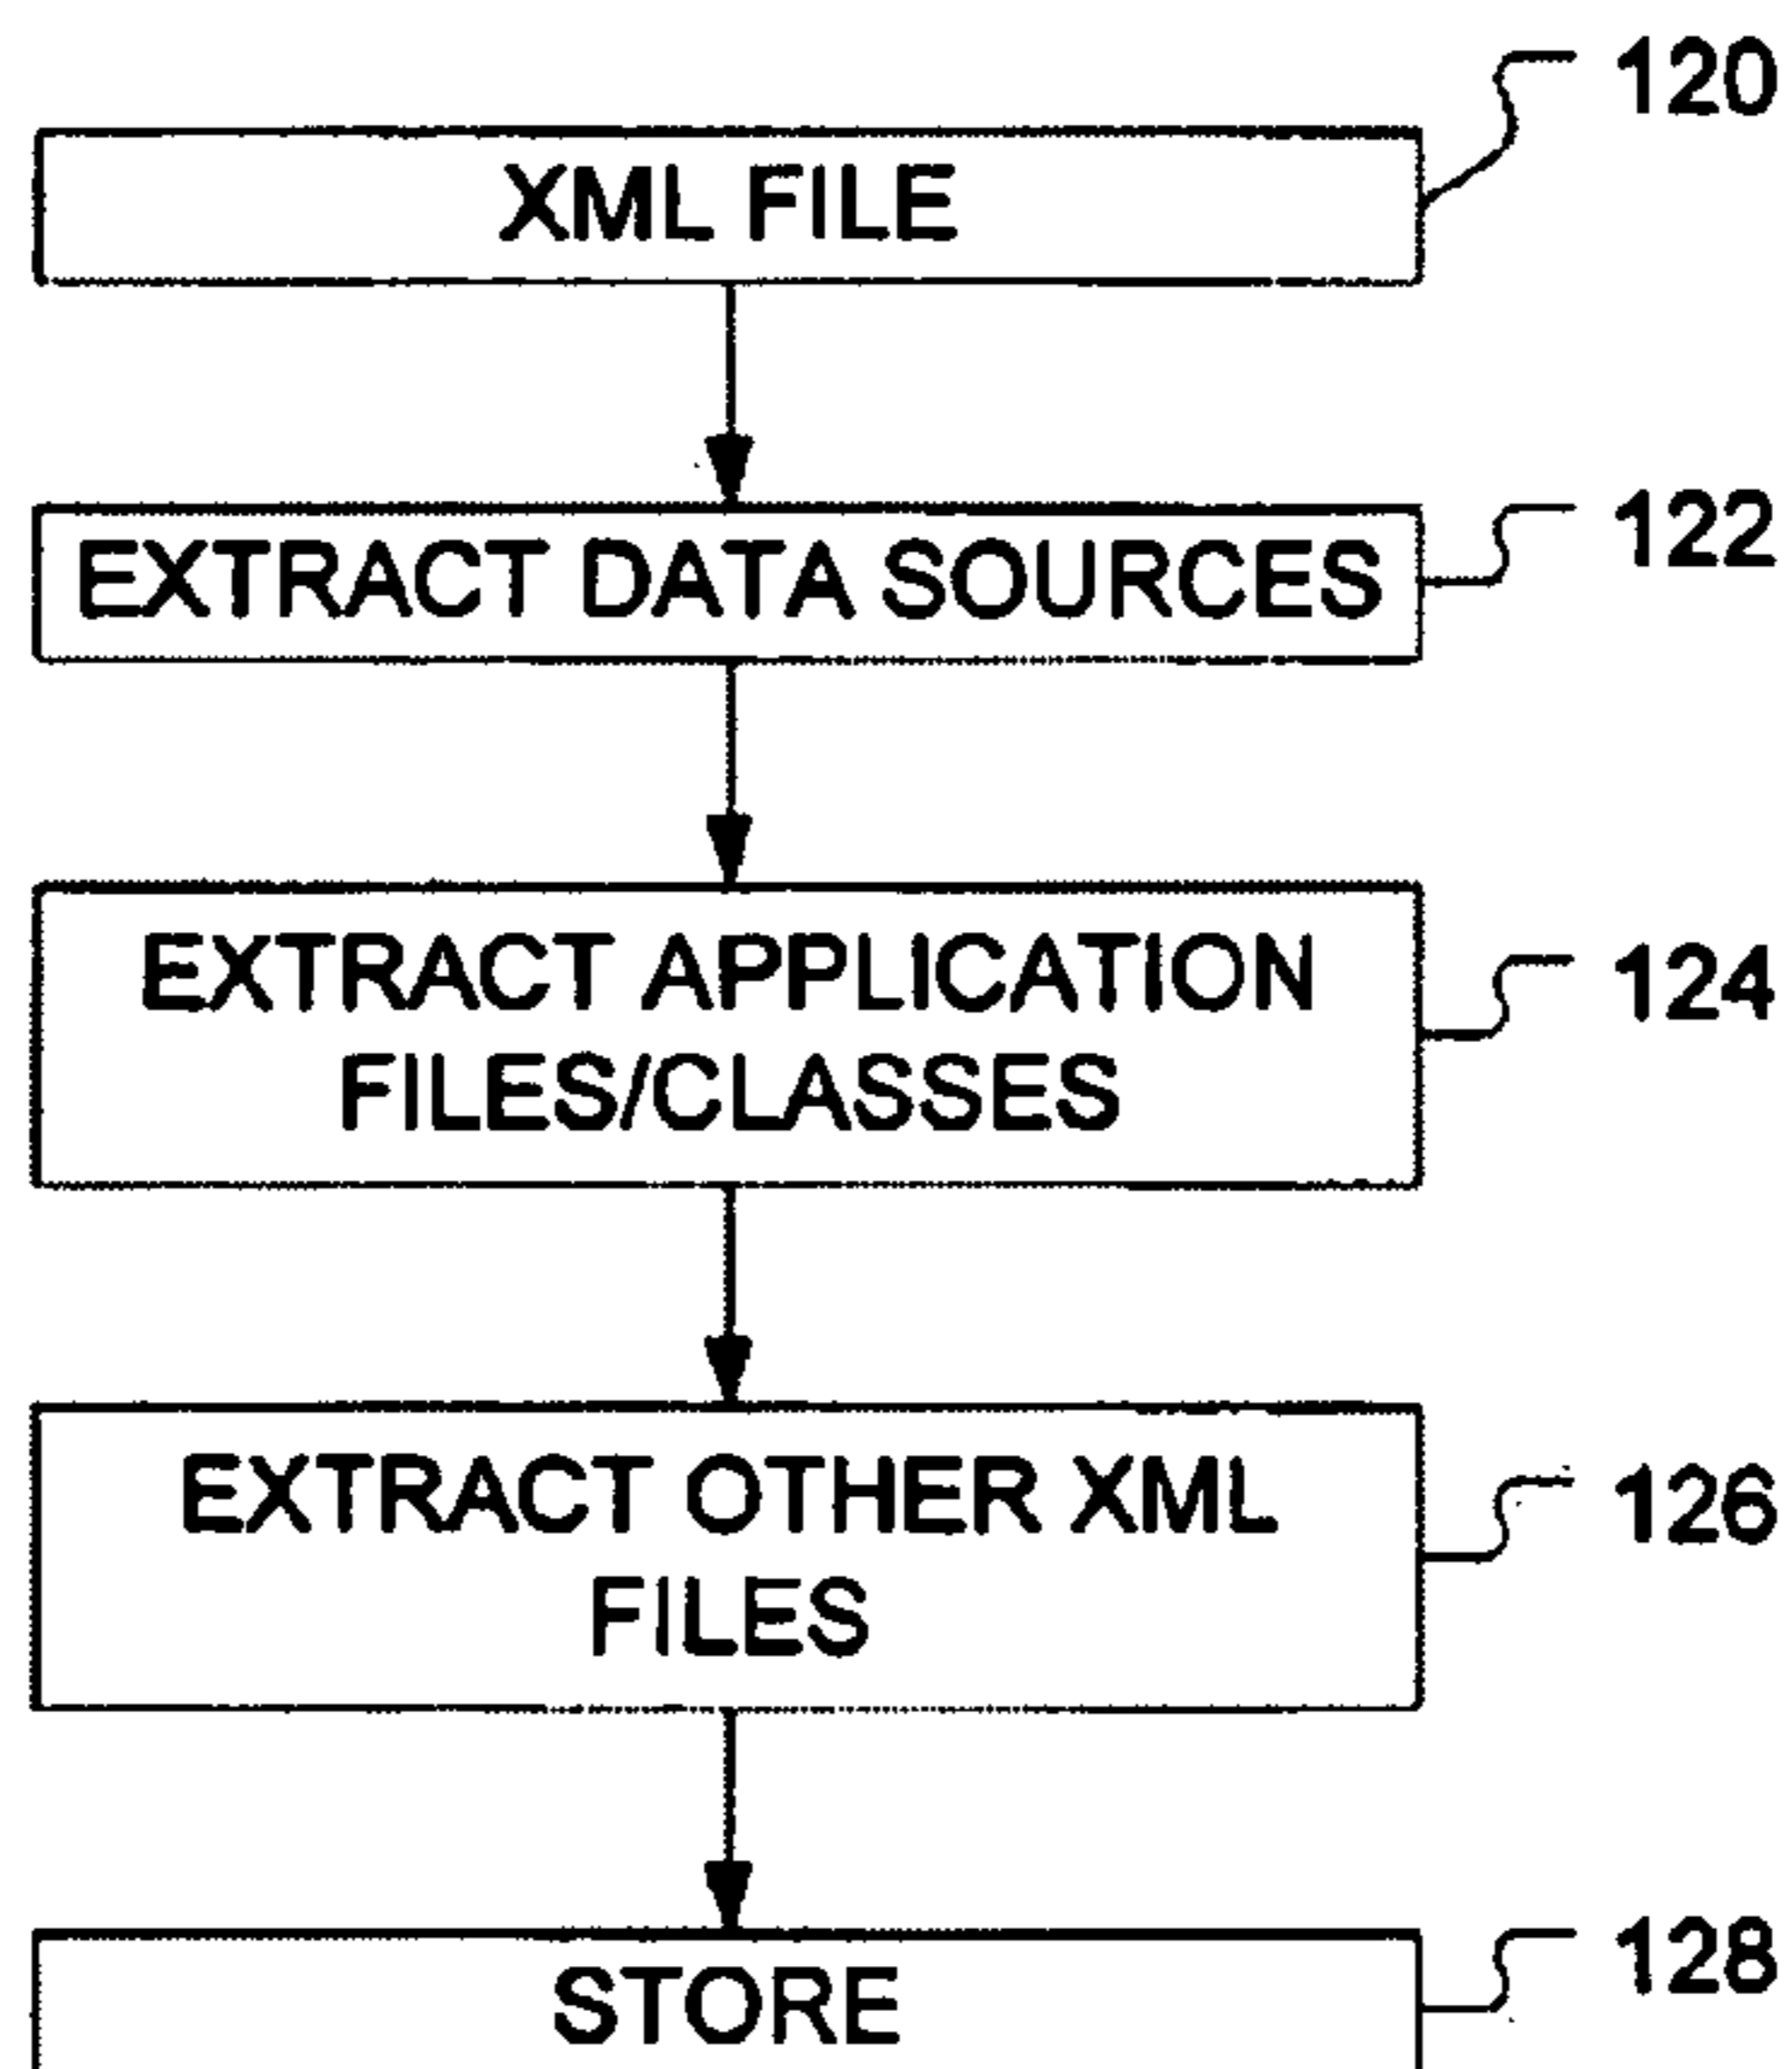 120
XML FILE
122
EXTRACT DATA SOURCES
124
EXTRACT APPLICATION
FILES/CLASSES
126
EXTRACT OTHER XML
FILES
128
STORE